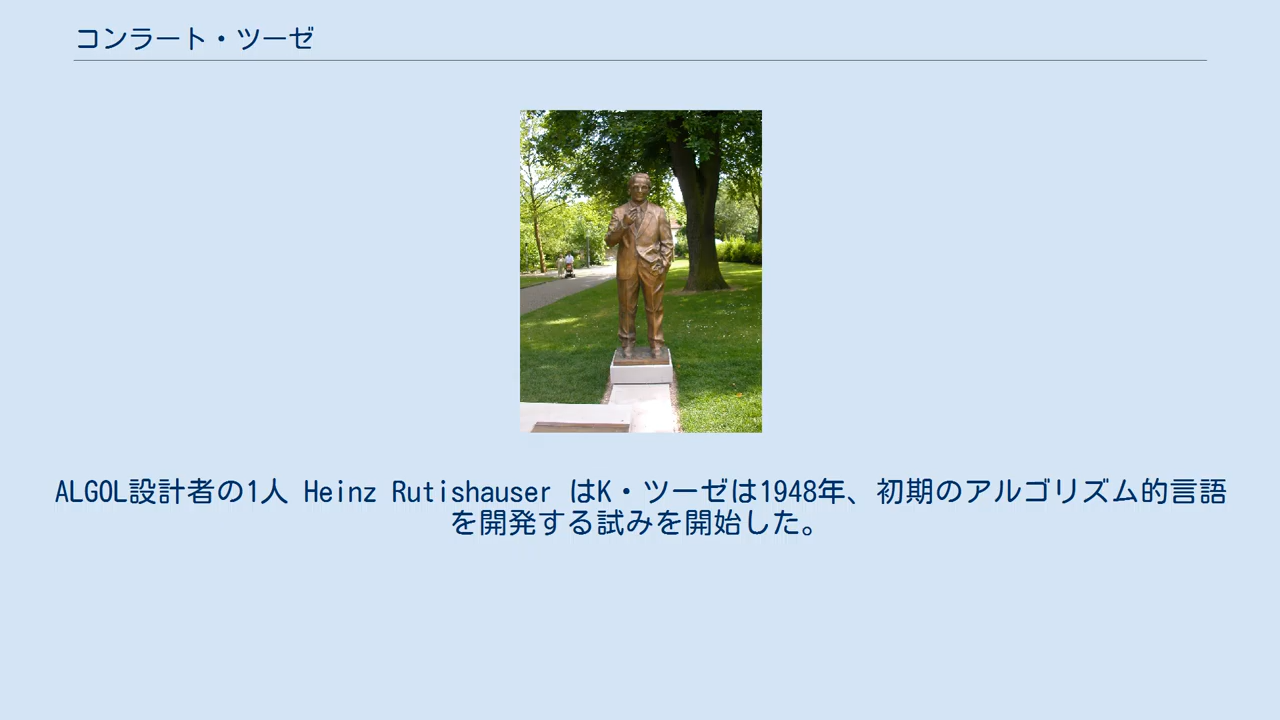 コンラート・ツーゼ
ALGOL設計者の1人 Heinz Rutishauser はK・ツーゼは1948年、初期のアルゴリズム的言語
を開発する試みを開始した。